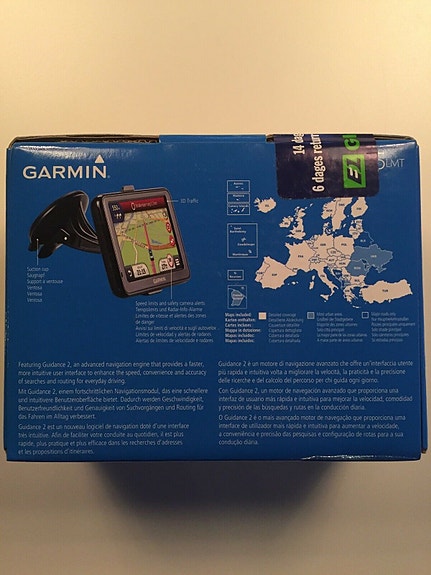 14 dag
6 dages return
EZ G
LMT
GARMIN
3D Traffic
Suction cup
Saugnapf
Support à ventouse
Ventosa
Ventosa
Ventosa
Speed limits and safety camera alerts
Tempolimits und Radar-Info-Alarme
Limites de vitesse et alertes de zones
de danger
Avvisi sui limiti di velocità e sugli autovelox
Límites de velocidad y alertas de radares
Alertas de limites de velocidade e radares
Maps included:
Karten enthalten:
Cartes incluses:
Mappe in dotazione:
Mapas incluidos:
Mapas incluídos:
Detailed coverage
Featuring Guidance 2, an advanced navigation engine that provides a faster,
more intuitive user interface to enhance the speed, convenience and accuracy
of searches and routing for everyday driving.
Mit Guidance 2, einem fortschrittlichen Navigationsmodul, das eine schnellere
und intuitivere Benutzeroberfläche bietet. Dadurch werden Geschwindigkeit,
Benutzerfreundlichkeit und Genauigkeit von Suchvorgängen und Routing für
das Fahren im Alltag verbessert.
Guidance 2 est un nouveau logiciel de navigation doté d'une interface
très intuitive. Afin de faciliter votre conduite au quotidien, il est plus
rapide, plus pratique et plus efficace dans les recherches d'adresses
et les propositions d'itinéraires.
Guidance 2 è un motore di navigazione avanzato che offre un'interfaccia utente
più rapida e intuitiva volta a migliorare la velocità, la praticità e la precisione
delle ricerche e del calcolo del percorso per chi guida ogni giorno.
Con Guidance 2, un motor de navegación avanzado que proporciona una
interfaz de usuario más rápida e intuitiva para mejorar la velocidad, comodidad
y precisión de las búsquedas y rutas en la conducción diaria.
O Guidance 2 é o mais avançado motor de navegação que proporciona uma
interface de utilizador mais rápida e intuitiva para aumentar a velocidade,
a conveniência e precisão das pesquisas e configuração de rotas para a sua
condução diária.